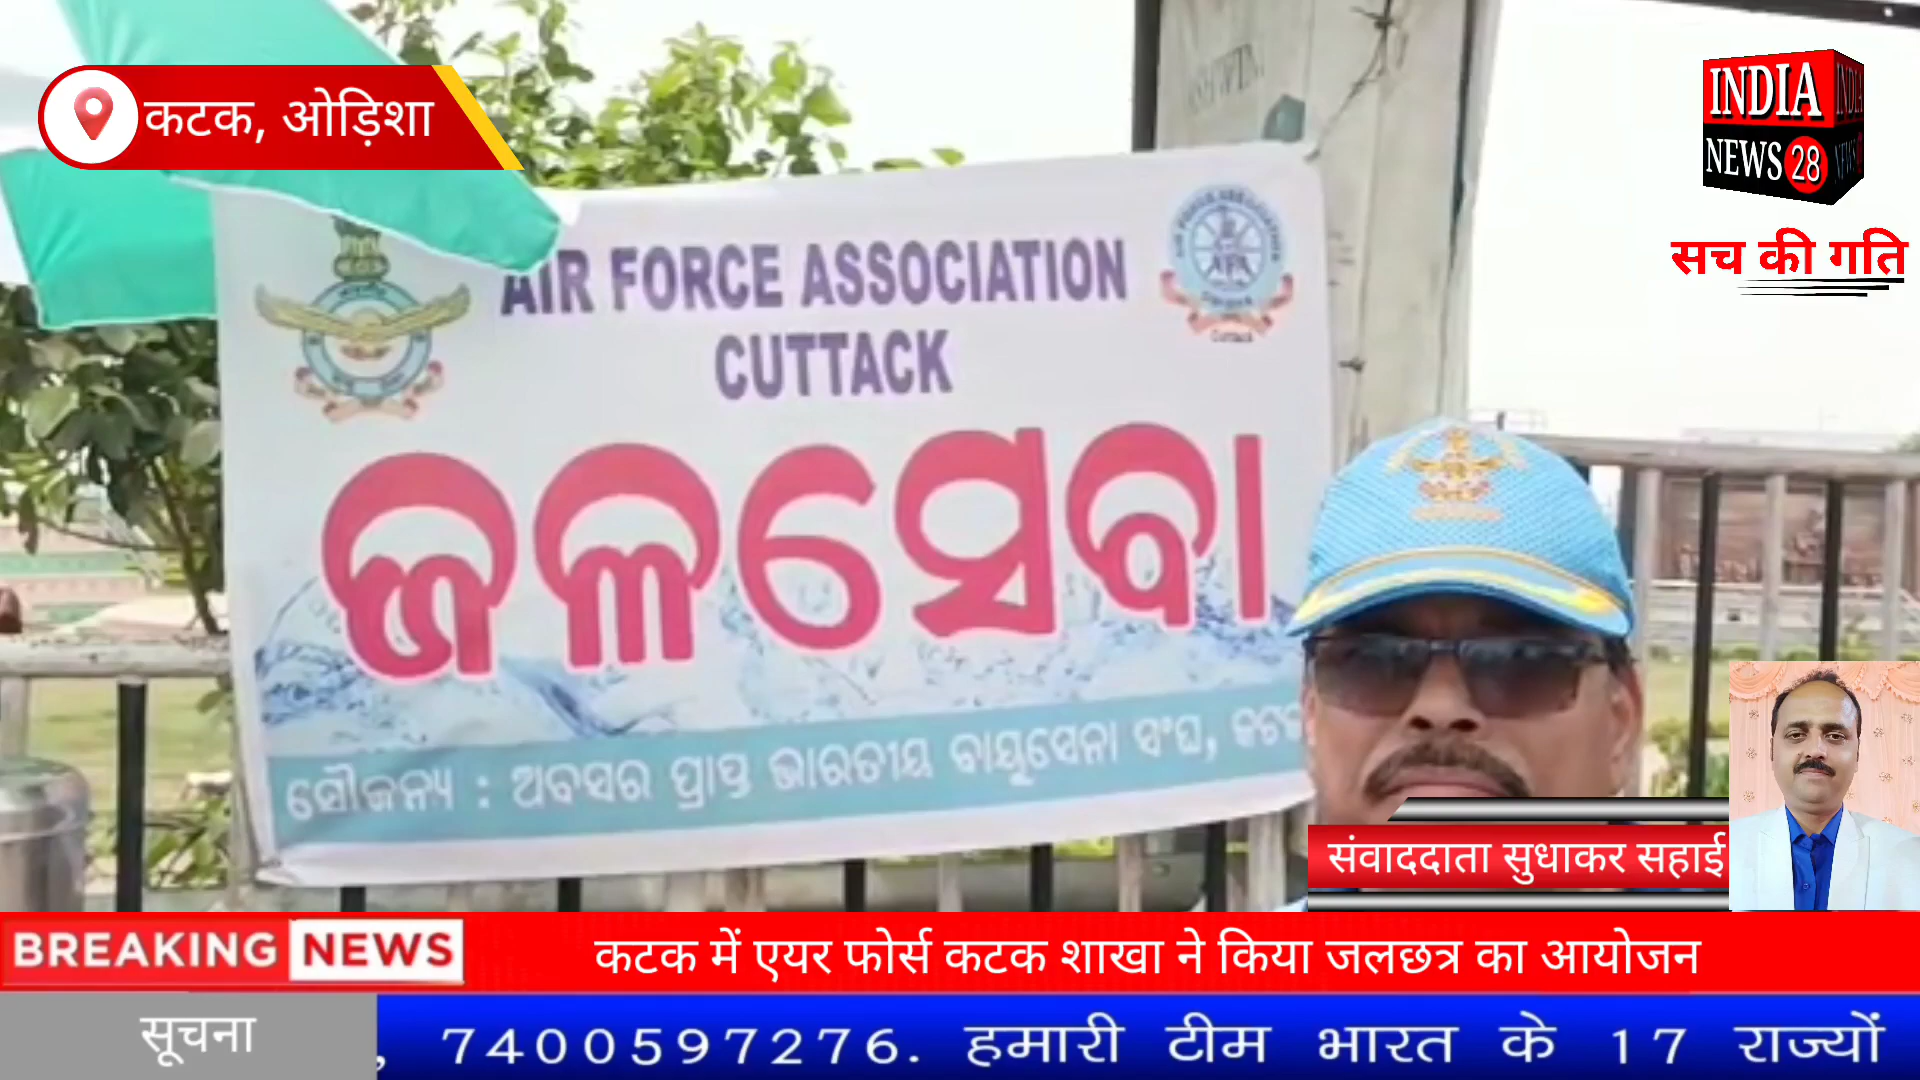 कटक, ओड़िशा
INDIA
NEWS 28
सच की गति
AIR FORCE ASSOCIATION
CUTTACK
Cuttack
ଜଳସେବା
ସୌଜନ୍ୟ : ଅବସର ପ୍ରାପ୍ତ ଭାରତୀୟ ବାୟୁସେନା ସଂଘ,
संवाददाता सुधाकर सहाई
BREAKING NEWS
कटक में एयर फोर्स कटक शाखा ने किया जलछत्र का आयोजन
सूचना
, 7400597276. हमारी टीम भारत के 17 राज्यों